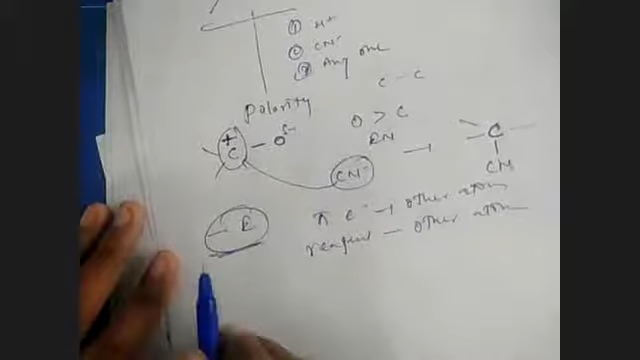 ① H+
② CN-
③ Any one
C - C
Polarity
O > C
EN
+
C - O δ-
CN-
→ C
CN
- E
π e- → other atom
reagent - other atom